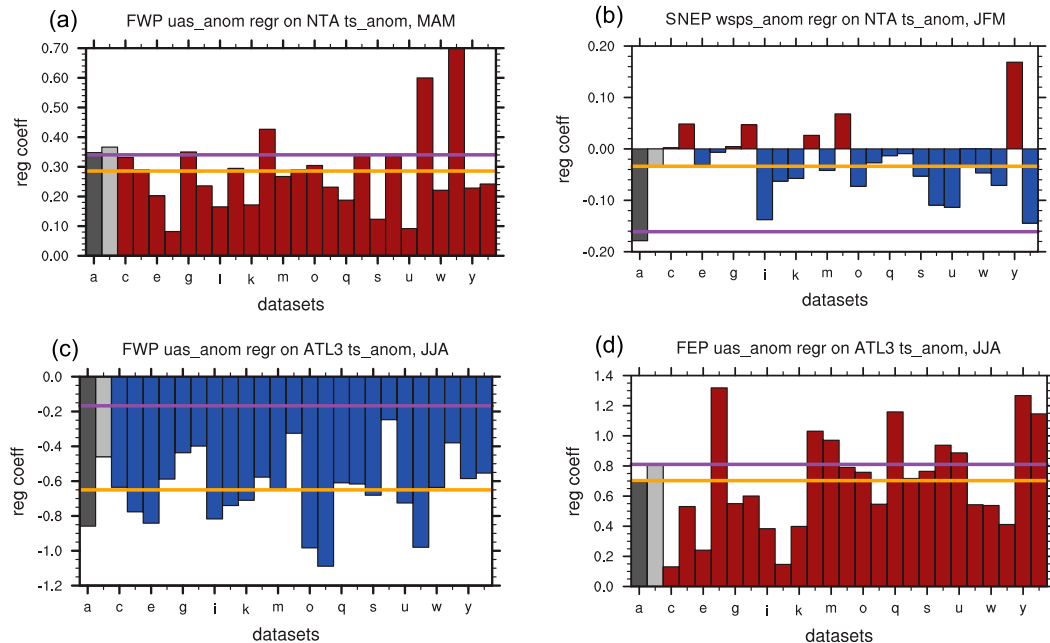 (a)
FWP uas_anom regr on NTA ts_anom, MAM
0.70
0.60
0.50
0.40
0.30
0.20
0.10
0.00
reg coeff
a c e g i k m o q s u w y
datasets
(b)
SNEP wsps_anom regr on NTA ts_anom, JFM
0.20
0.10
0.00
-0.10
-0.20
reg coeff
a c e g i k m o q s u w y
datasets
(c)
FWP uas_anom regr on ATL3 ts_anom, JJA
0.0
-0.2
-0.4
-0.6
-0.8
-1.0
-1.2
reg coeff
a c e g i k m o q s u w y
datasets
(d)
FEP uas_anom regr on ATL3 ts_anom, JJA
1.4
1.2
1.0
0.8
0.6
0.4
0.2
0.0
reg coeff
a c e g i k m o q s u w y
datasets